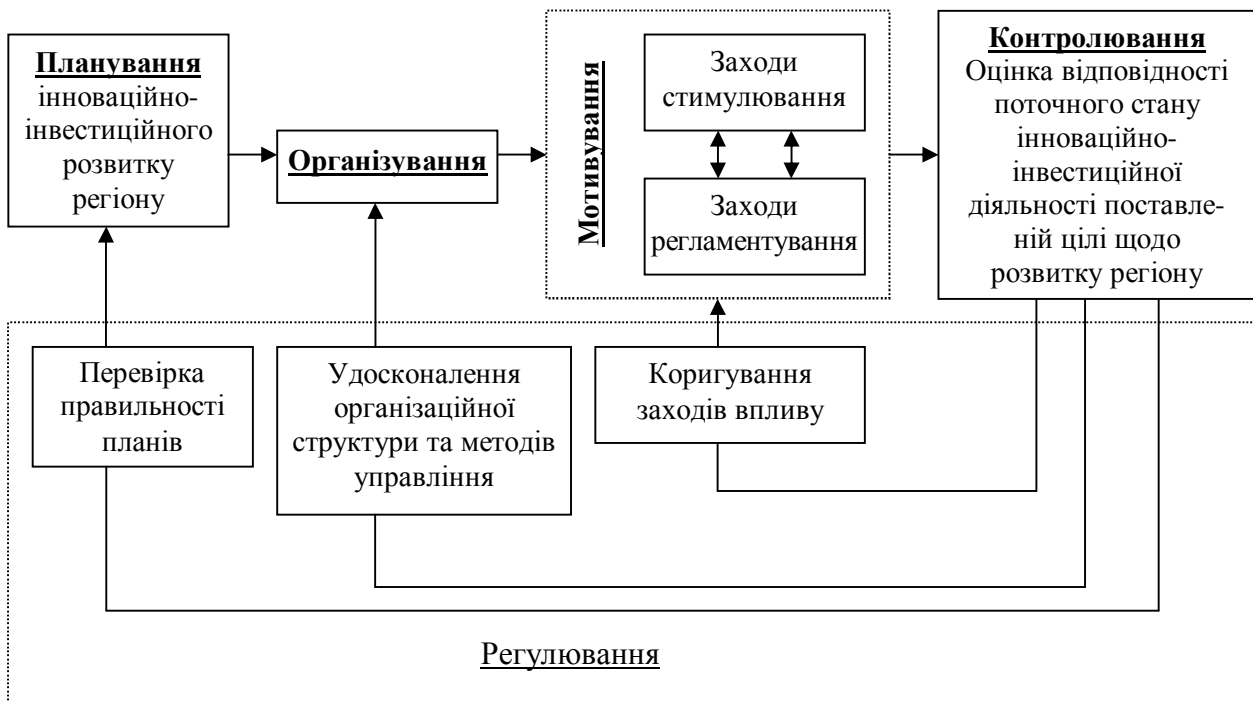 Планування
інноваційно-
інвестиційного
розвитку
регіону
Організування
Мотивування
Заходи
стимулювання
Заходи
регламентування
Контролювання
Оцінка відповідності
поточного стану
інноваційно-
інвестиційної
діяльності поставле-
ній цілі щодо
розвитку регіону
Перевірка
правильності
планів
Удосконалення
організаційної
структури та методів
управління
Коригування
заходів впливу
Регулювання